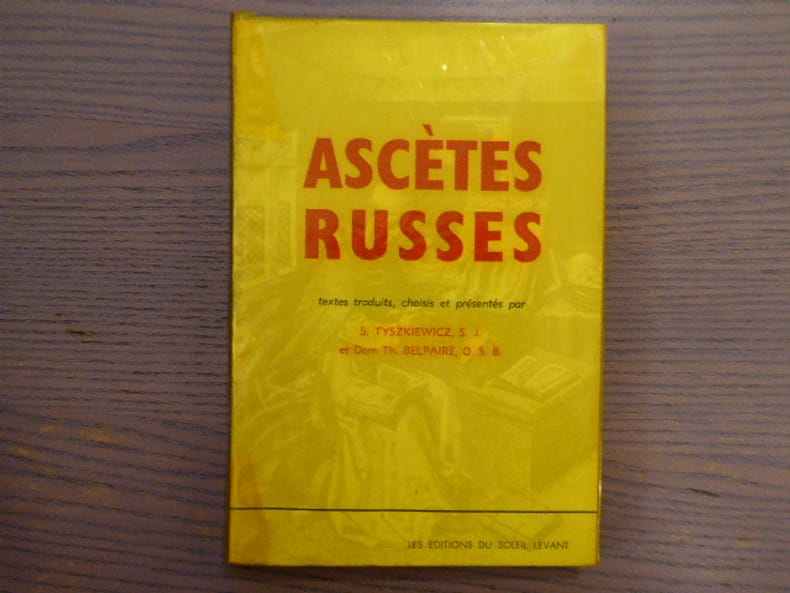 ASCÈTES
RUSSES
textes traduits, choisis et présentés par
S. TYSZKIEWICZ, S. J.
et Dom Th. BELPAIRE, O. S. B.
LES EDITIONS DU SOLEIL LEVANT